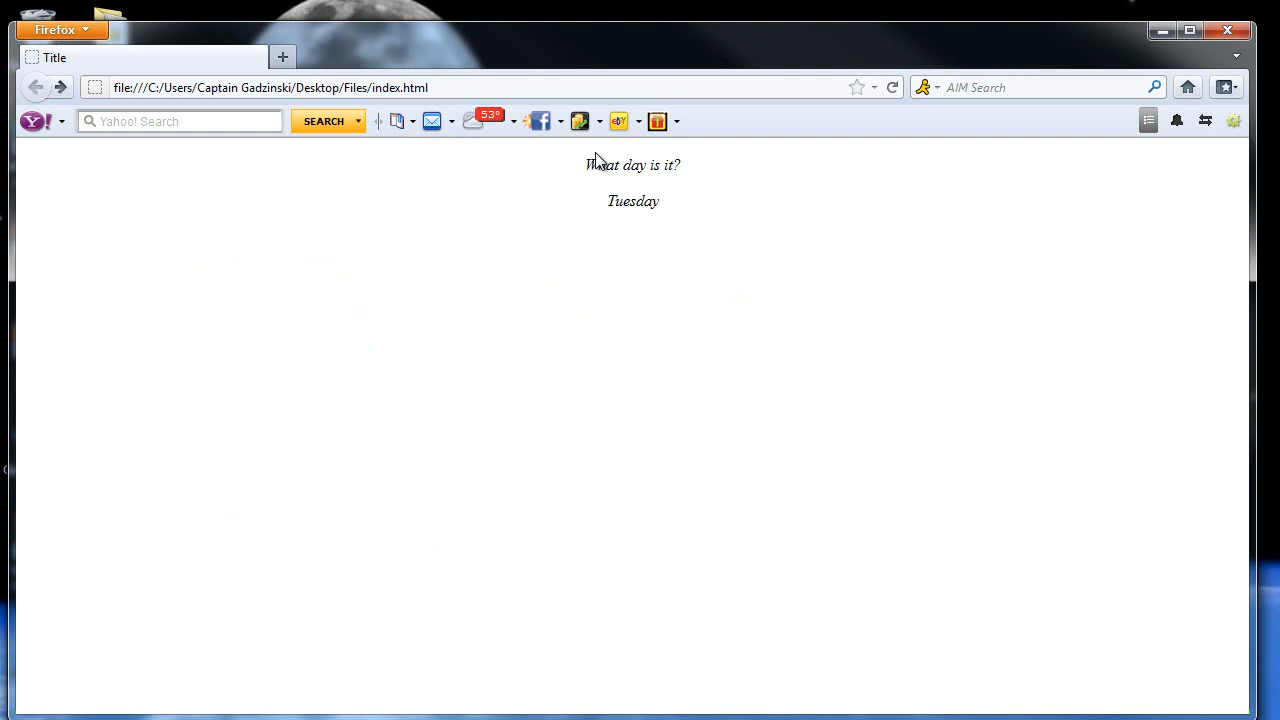 Firefox
Title
file:///C:/Users/Captain Gadzinski/Desktop/Files/index.html
AIM Search
Y!
Yahoo! Search
SEARCH
53°
f
ebY
What day is it?
Tuesday